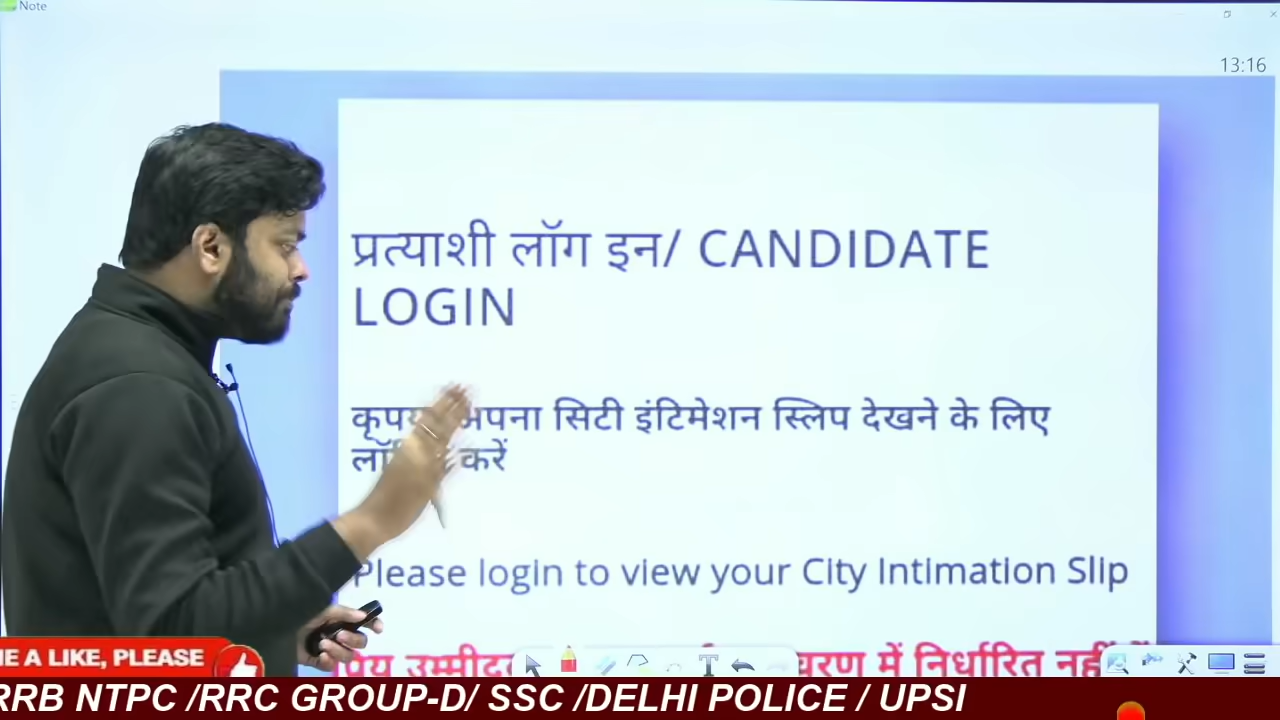 Note
13:16
प्रत्याशी लॉग इन/ CANDIDATE
LOGIN
अपना सिटी इंटिमेशन स्लिप देखने के लिए
करें
Please login to view your City Intimation Slip
में निर्धारित
A LIKE, PLEASE
RRB NTPC /RRC GROUP-D/ SSC /DELHI POLICE / UPSI